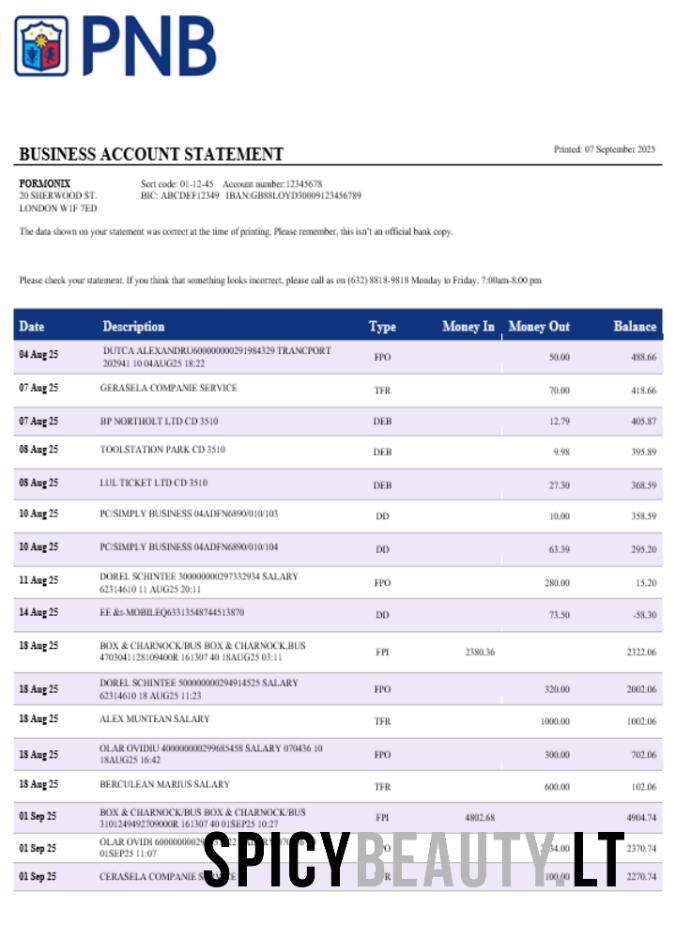 PNB
BUSINESS ACCOUNT STATEMENT
Printed: 07 September 2025
FORMONIX
20 SHERWOOD ST.
LONDON W1F 7ED
Sort code: 01-12-45 Account number:12345678
BIC: ABCDEF12349 IBAN:GB88LOYD30009123456789
The data shown on your statement was correct at the time of printing. Please remember, this isn't an official bank copy.
Please check your statement. If you think that something looks incorrect, please call as on (632) 8818-9818 Monday to Friday, 7:00am-8:00 pm
Date Description Type Money In Money Out Balance
04 Aug 25 DUTCA ALEXANDRU600000000291984329 TRANCPORT FPO 50.00 488.66
202941 10 04AUG25 18:22
07 Aug 25 GERASELA COMPANIE SERVICE TFR 70.00 418.66
07 Aug 25 BP NORTHOLT LTD CD 3510 DEB 12.79 405.87
08 Aug 25 TOOLSTATION PARK CD 3510 DEB 9.98 395.89
08 Aug 25 LUL TICKET LTD CD 3510 DEB 27.30 368.59
10 Aug 25 PC/SIMPLY BUSINESS 04ADFN6890/010/103 DD 10.00 358.59
10 Aug 25 PC/SIMPLY BUSINESS 04ADFN6890/010/104 DD 63.39 295.20
11 Aug 25 DOREL SCHINTEE 300000000297332934 SALARY FPO 280.00 15.20
62314610 11 AUG25 20:11
14 Aug 25 EE &t-MOBILEQ63313548744513870 DD 73.50 -58.30
18 Aug 25 BOX & CHARNOCK/BUS BOX & CHARNOCK,BUS FPI 2380.36 2322.06
4703041128109400R 161307 40 18AUG25 03:11
18 Aug 25 DOREL SCHINTEE 500000000294914525 SALARY FPO 320.00 2002.06
62314610 18 AUG25 11:23
18 Aug 25 ALEX MUNTEAN SALARY TFR 1000.00 1002.06
18 Aug 25 OLAR OVIDIU 400000000299685458 SALARY 070436 10 FPO 300.00 702.06
18AUG25 16:42
18 Aug 25 BERCULEAN MARIUS SALARY TFR 600.00 102.06
01 Sep 25 BOX & CHARNOCK/BUS BOX & CHARNOCK/BUS FPI 4802.68 4904.74
3101249492709000R 161307 40 01SEP25 10:27
01 Sep 25 OLAR OVIDI 2370.74
01SEP25 11:07
01 Sep 25 CERASELA COMPANIE 100.00 2270.74
SPICYBEAUTY.LT